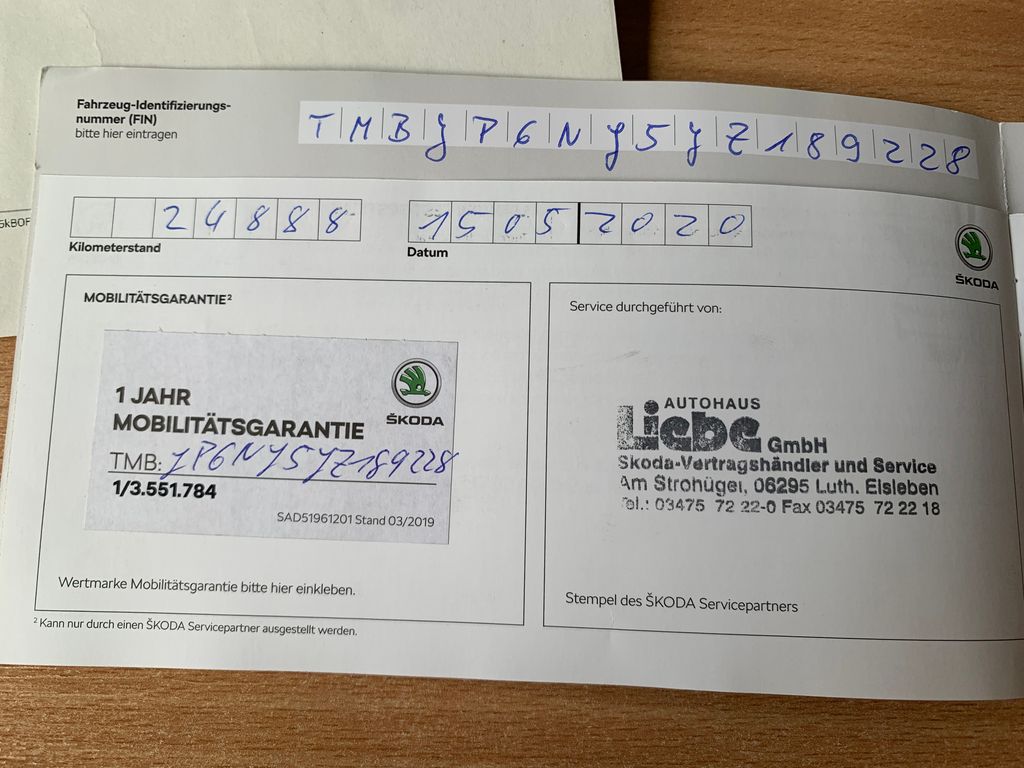 Fahrzeug-Identifizierungs-
nummer (FIN)
bitte hier eintragen
TMBJP6NJ5JZ189228
24888
Kilometerstand
15052020
Datum
ŠKODA
MOBILITÄTSGARANTIE²
1 JAHR
MOBILITÄTSGARANTIE
ŠKODA
TMB: JP6NJ5JZ189228
1/3.551.784
SAD51961201 Stand 03/2019
Wertmarke Mobilitätsgarantie bitte hier einkleben.
² Kann nur durch einen ŠKODA Servicepartner ausgestellt werden.
Service durchgeführt von:
AUTOHAUS
Liebe GmbH
Skoda-Vertragshändler und Service
Am Strohügel, 06295 Luth. Eisleben
Tel.: 03475 72 22-0 Fax 03475 72 22 18
Stempel des ŠKODA Servicepartners